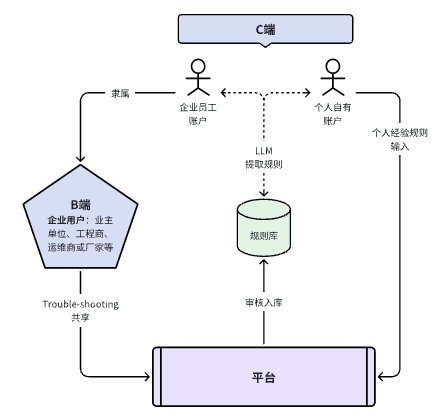 C端
隶属
企业员工
账户
个人自有
账户
个人经验规则
输入
LLM
提取规则
B端
企业用户：业主
单位、工程商、
运维商或厂家等
规则库
Trouble-shooting
共享
审核入库
平台